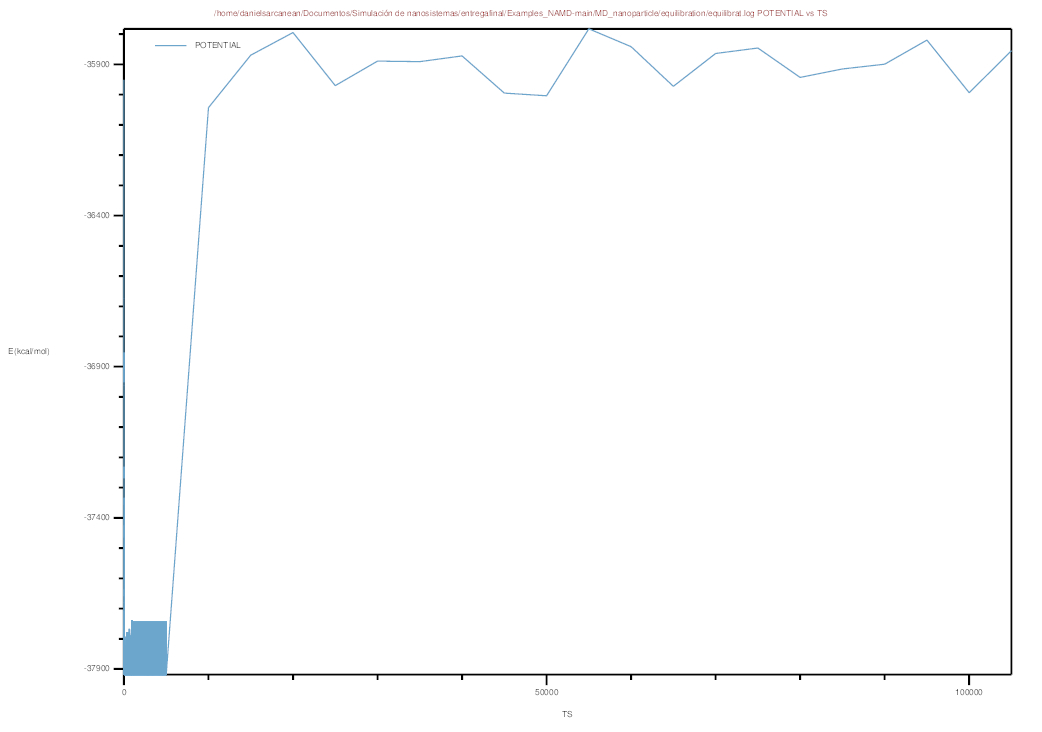 /home/danielsarcanean/Documentos/Simulación de nanosistemas/entregafinal/Examples_NAMD-main/MD_nanoparticle/equilibration/equilibrat.log POTENTIAL vs TS
POTENTIAL
-35900
-36400
-36900
-37400
-37900
E(kcal/mol)
0
50000
100000
TS